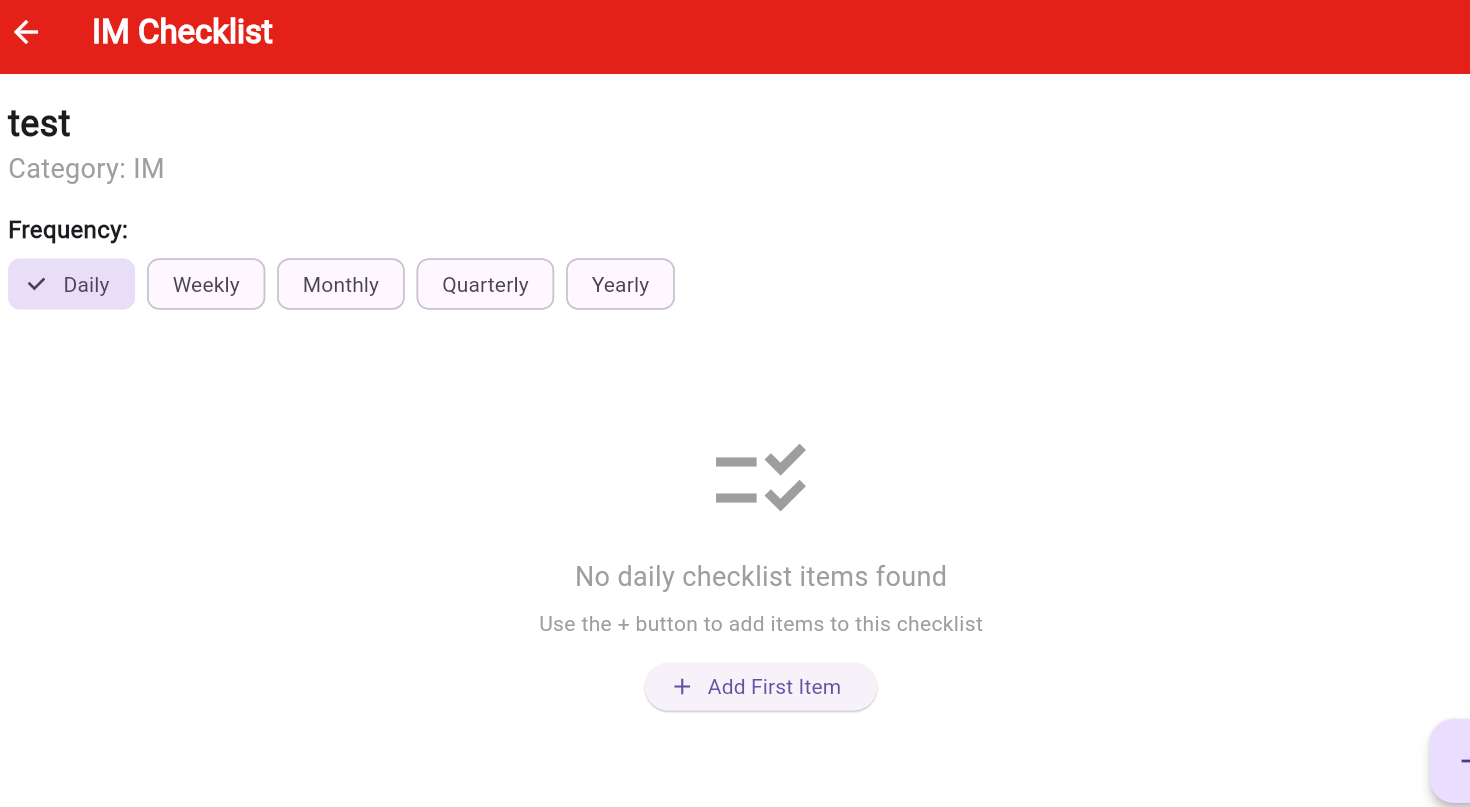 IM Checklist
test
Category: IM
Frequency:
Daily Weekly Monthly Quarterly Yearly
No daily checklist items found
Use the + button to add items to this checklist
+ Add First Item